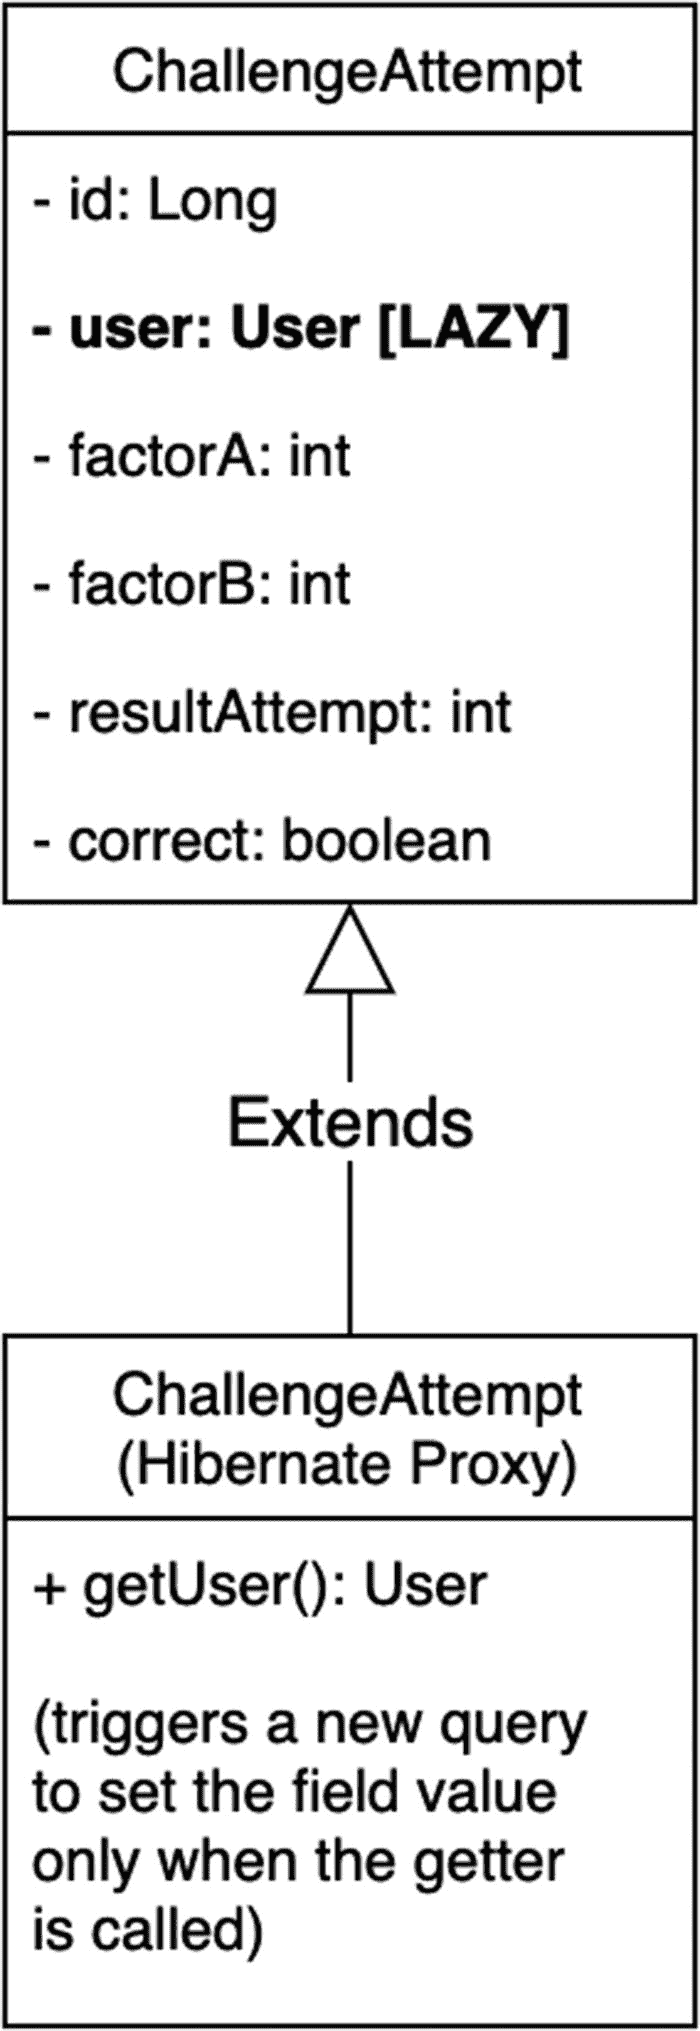 ChallengeAttempt
- id: Long
- user: User [LAZY]
- factorA: int
- factorB: int
- resultAttempt: int
- correct: boolean
Extends
ChallengeAttempt
(Hibernate Proxy)
+ getUser(): User
(triggers a new query
to set the field value
only when the getter
is called)